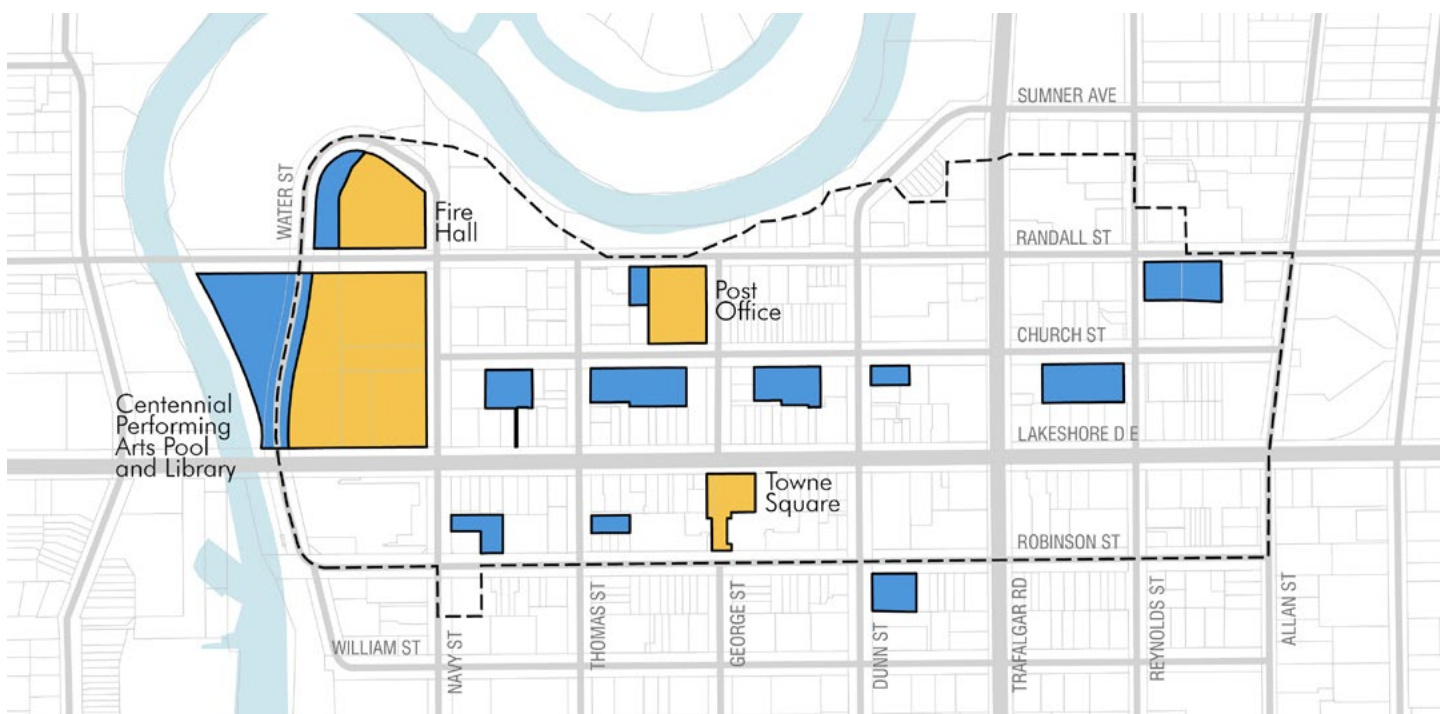 SUMNER AVE
WATER ST
Fire
Hall
RANDALL ST
Post
Office
CHURCH ST
Centennial
Performing
Arts Pool
and Library
LAKESHORE D E
Towne
Square
ROBINSON ST
WILLIAM ST
NAVY ST
THOMAS ST
GEORGE ST
DUNN ST
TRAFALGAR RD
REYNOLDS ST
ALLAN ST